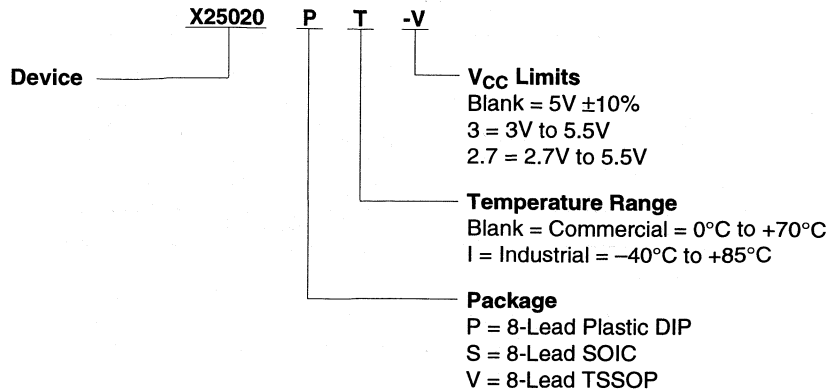 X25020 P T -V
Device
VCC Limits
Blank = 5V ±10%
3 = 3V to 5.5V
2.7 = 2.7V to 5.5V
Temperature Range
Blank = Commercial = 0°C to +70°C
I = Industrial = –40°C to +85°C
Package
P = 8-Lead Plastic DIP
S = 8-Lead SOIC
V = 8-Lead TSSOP